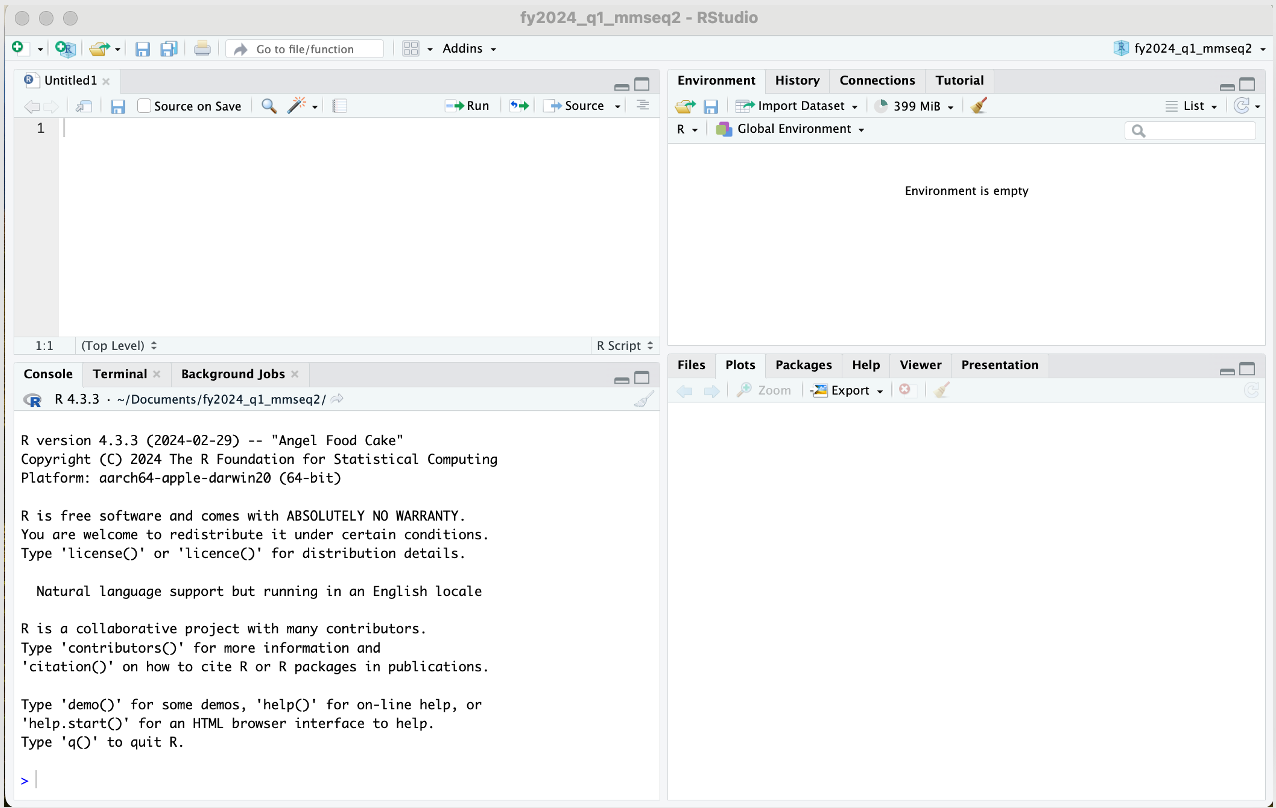 fy2024_q1_mmseq2 - RStudio
Go to file/function
Addins
fy2024_q1_mmseq2
Untitled1
Source on Save
Run
Source
1
1:1
(Top Level)
R Script
Console
Terminal
Background Jobs
R 4.3.3 · ~/Documents/fy2024_q1_mmseq2/
R version 4.3.3 (2024-02-29) -- "Angel Food Cake"
Copyright (C) 2024 The R Foundation for Statistical Computing
Platform: aarch64-apple-darwin20 (64-bit)
R is free software and comes with ABSOLUTELY NO WARRANTY.
You are welcome to redistribute it under certain conditions.
Type 'license()' or 'licence()' for distribution details.
Natural language support but running in an English locale
R is a collaborative project with many contributors.
Type 'contributors()' for more information and
'citation()' on how to cite R or R packages in publications.
Type 'demo()' for some demos, 'help()' for on-line help, or
'help.start()' for an HTML browser interface to help.
Type 'q()' to quit R.
>
Environment
History
Connections
Tutorial
Import Dataset
399 MiB
List
R
Global Environment
Environment is empty
Files
Plots
Packages
Help
Viewer
Presentation
Zoom
Export